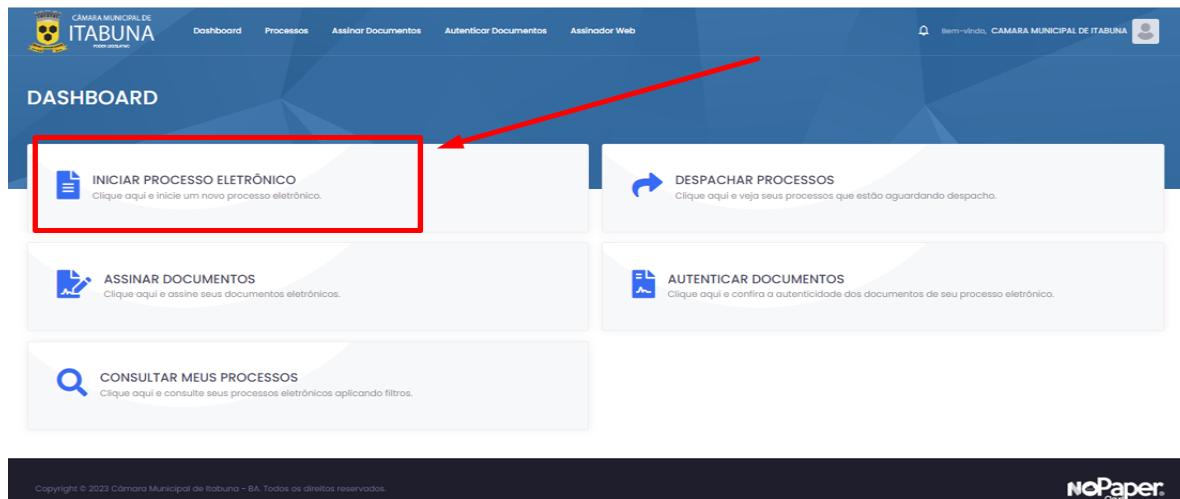 CÂMARA MUNICIPAL DE
ITABUNA
PODER LEGISLATIVO
Dashboard Processos Assinar Documentos Autenticar Documentos Assinador Web
Bem-vindo, CAMARA MUNICIPAL DE ITABUNA
DASHBOARD
INICIAR PROCESSO ELETRÔNICO
Clique aqui e inicie um novo processo eletrônico.
DESPACHAR PROCESSOS
Clique aqui e veja seus processos que estão aguardando despacho.
ASSINAR DOCUMENTOS
Clique aqui e assine seus documentos eletrônicos.
AUTENTICAR DOCUMENTOS
Clique aqui e confira a autenticidade dos documentos de seu processo eletrônico.
CONSULTAR MEUS PROCESSOS
Clique aqui e consulte seus processos eletrônicos aplicando filtros.
Copyright © 2023 Câmara Municipal de Itabuna - BA. Todos os direitos reservados.
NOPaper.